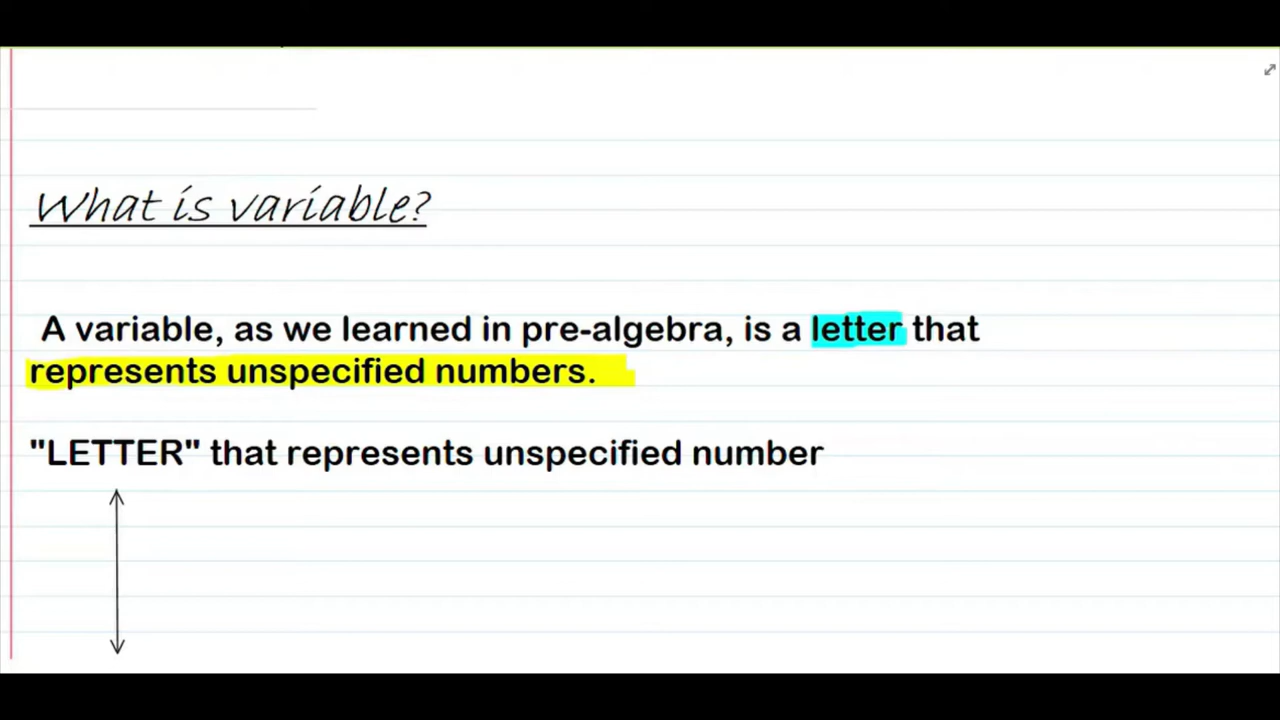 What is variable?
A variable, as we learned in pre-algebra, is a letter that
represents unspecified numbers.
"LETTER" that represents unspecified number